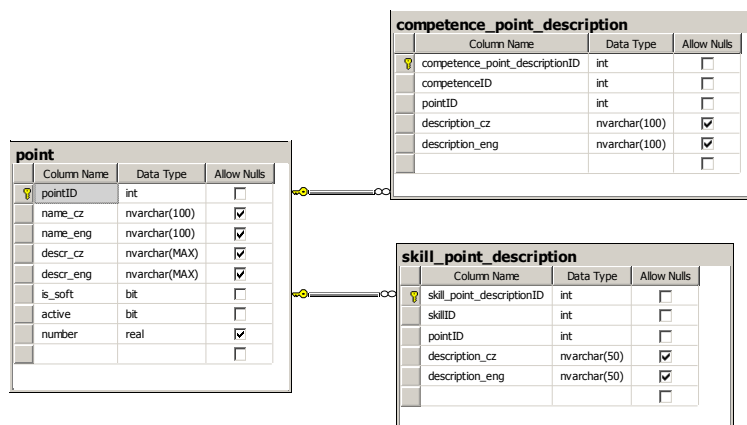 competence_point_description
Column Name Data Type Allow Nulls
competence_point_descriptionID int
competenceID int
pointID int
description_cz nvarchar(100)
description_eng nvarchar(100)
point
Column Name Data Type Allow Nulls
pointID int
name_cz nvarchar(100)
name_eng nvarchar(100)
descr_cz nvarchar(MAX)
descr_eng nvarchar(MAX)
is_soft bit
active bit
number real
skill_point_description
Column Name Data Type Allow Nulls
skill_point_descriptionID int
skillID int
pointID int
description_cz nvarchar(50)
description_eng nvarchar(50)